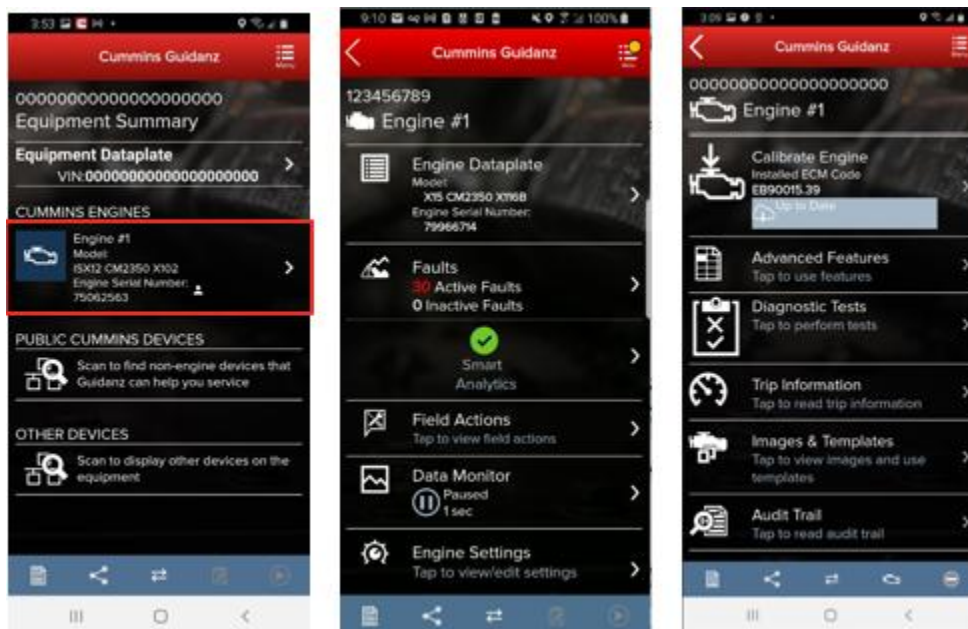 3:53
Cummins Guidanz
Menu
00000000000000000000
Equipment Summary
Equipment Dataplate
VIN:00000000000000000000
CUMMINS ENGINES
Engine #1
Model:
ISX12 CM2350 X102
Engine Serial Number:
75062563
PUBLIC CUMMINS DEVICES
Scan to find non-engine devices that
Guidanz can help you service
OTHER DEVICES
Scan to display other devices on the
equipment
9:10
100%
Cummins Guidanz
123456789
Engine #1
Engine Dataplate
Model:
X15 CM2350 X116B
Engine Serial Number:
79966714
Faults
30 Active Faults
0 Inactive Faults
Smart
Analytics
Field Actions
Tap to view field actions
Data Monitor
Paused
1 sec
Engine Settings
Tap to view/edit settings
3:09
Cummins Guidanz
Engine #1
Calibrate Engine
Installed ECM Code
EB90015.39
Up to Date
Advanced Features
Tap to use features
Diagnostic Tests
Tap to perform tests
Trip Information
Tap to read trip information
Images & Templates
Tap to view images and use
templates
Audit Trail
Tap to read audit trail